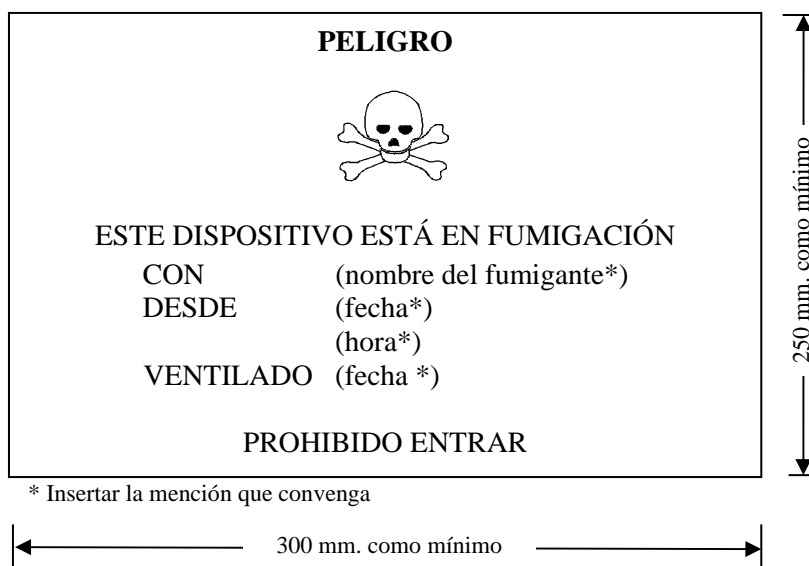 PELIGRO
ESTE DISPOSITIVO ESTÁ EN FUMIGACIÓN
CON (nombre del fumigante*)
DESDE (fecha*)
(hora*)
VENTILADO (fecha *)
PROHIBIDO ENTRAR
* Insertar la mención que convenga
300 mm. como mínimo
250 mm. como mínimo